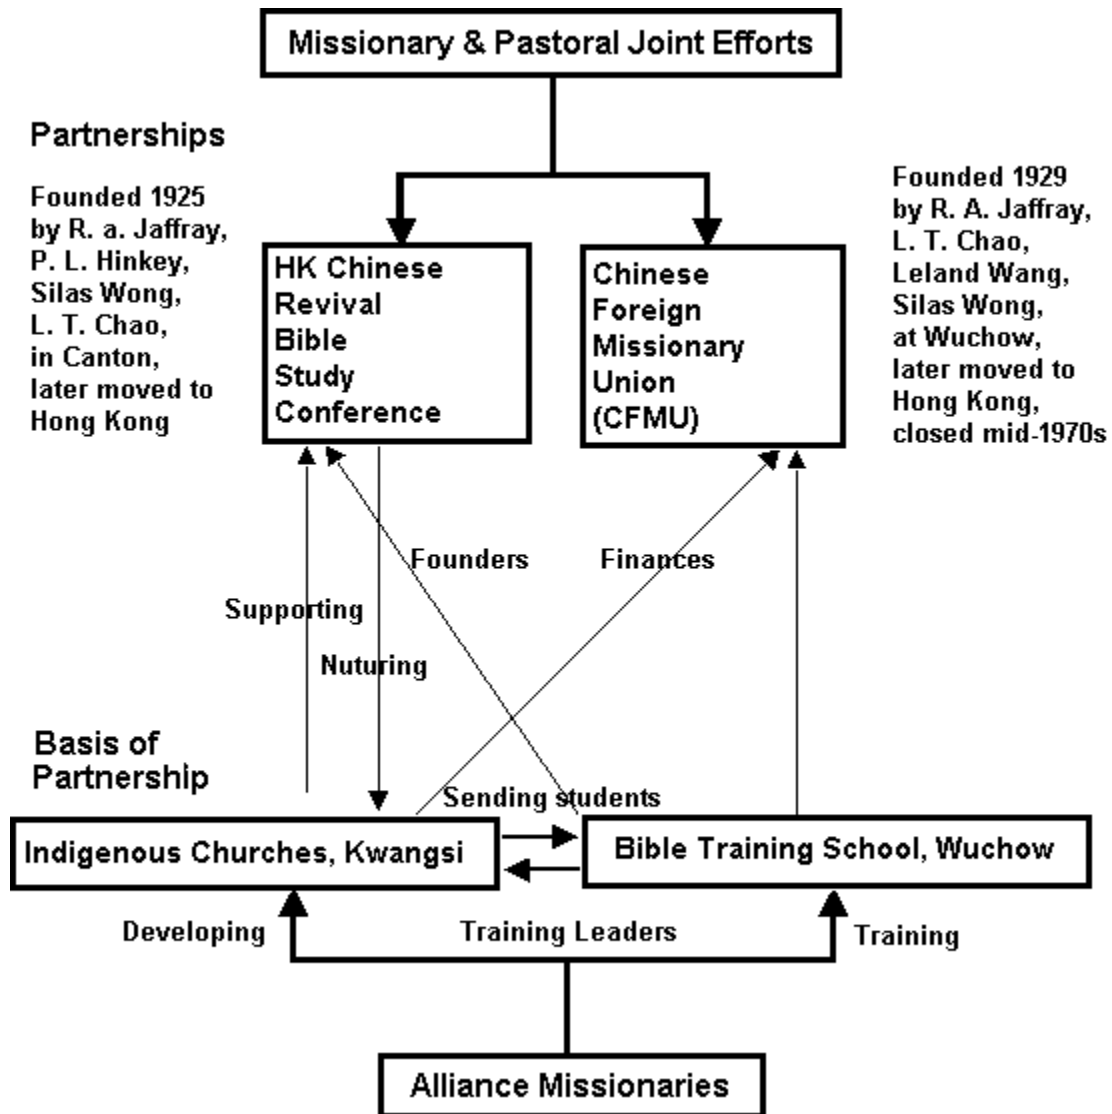 Missionary & Pastoral Joint Efforts
Partnerships
Founded 1925
by R. a. Jaffray,
P. L. Hinkey,
Silas Wong,
L. T. Chao,
in Canton,
later moved to
Hong Kong
HK Chinese
Revival
Bible
Study
Conference
Chinese
Foreign
Missionary
Union
(CFMU)
Founded 1929
by R. A. Jaffray,
L. T. Chao,
Leland Wang,
Silas Wong,
at Wuchow,
later moved to
Hong Kong,
closed mid-1970s
Founders
Finances
Supporting
Nuturing
Basis of
Partnership
Sending students
Indigenous Churches, Kwangsi
Bible Training School, Wuchow
Developing
Training Leaders
Training
Alliance Missionaries